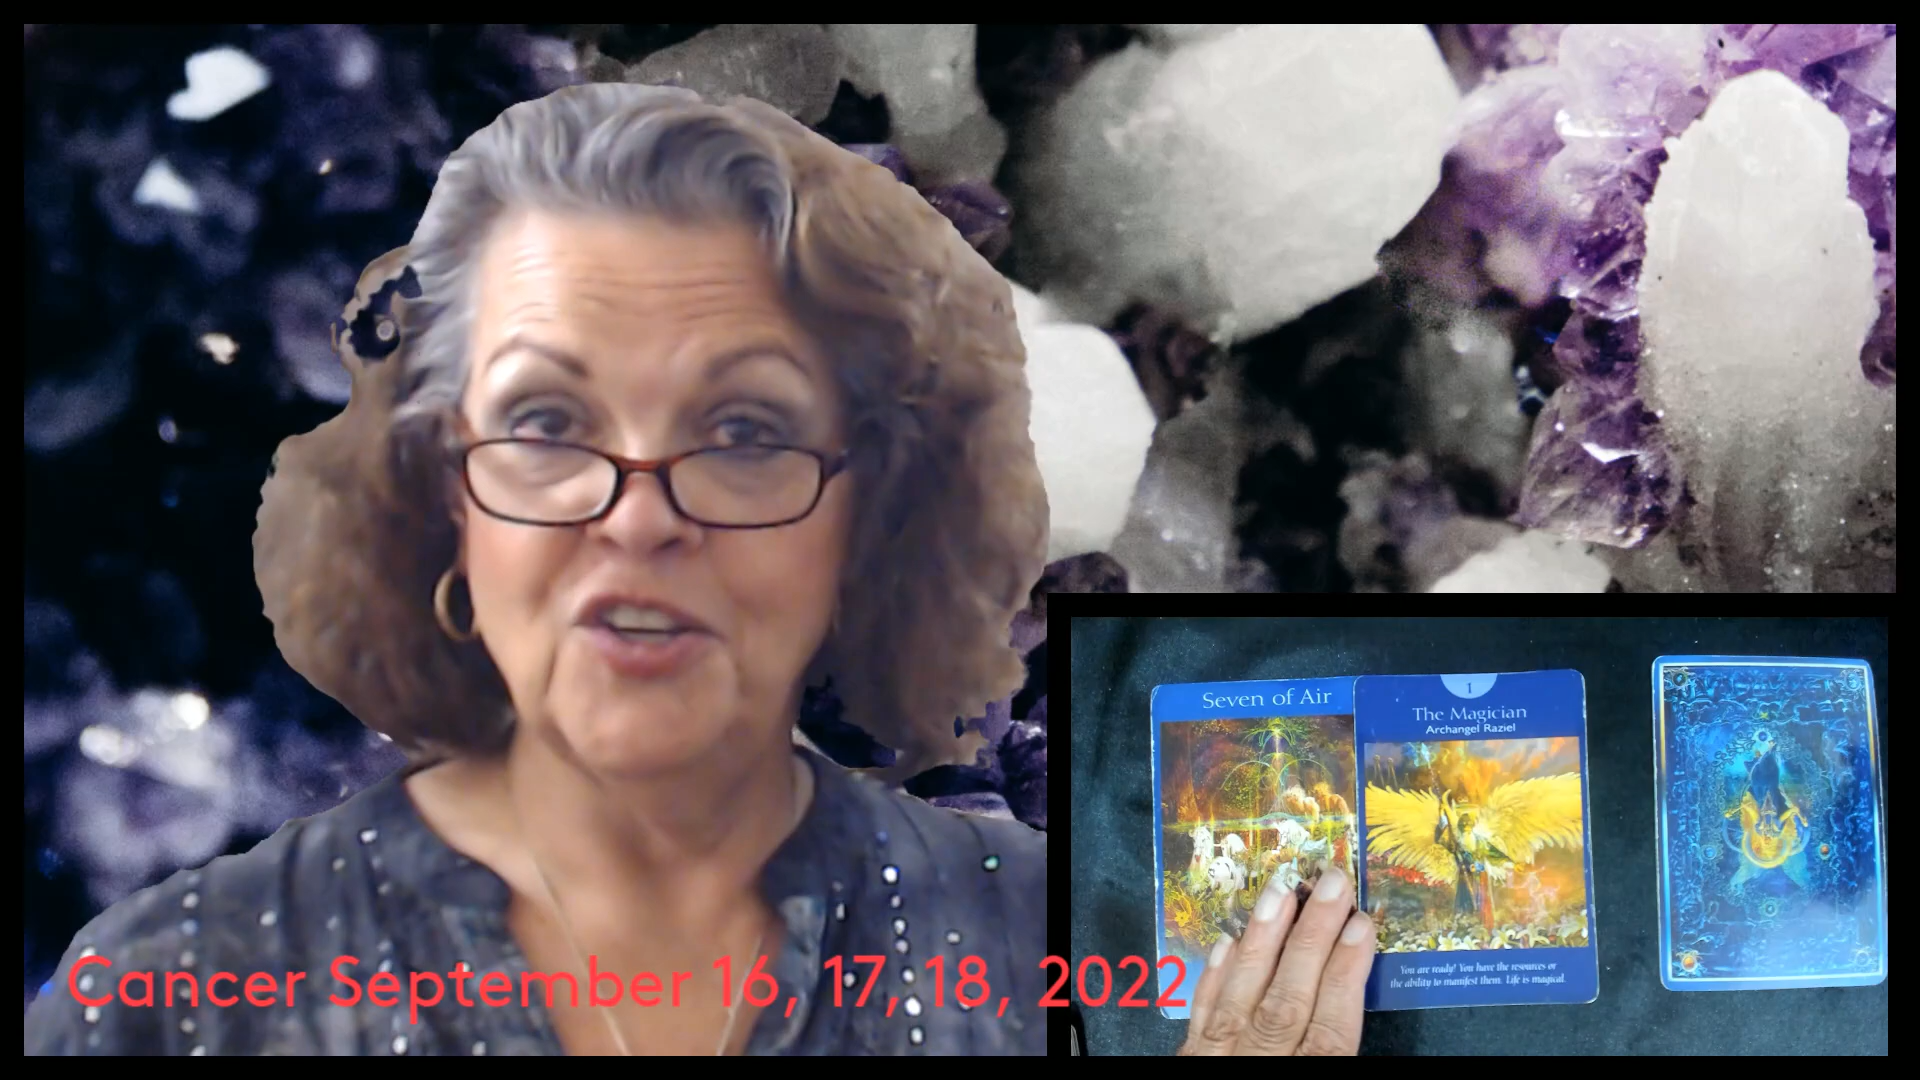 Seven of Air
1
The Magician
Archangel Raziel
You are ready! You have the resources or
the ability to manifest them. Life is magical.
Cancer September 16, 17, 18, 2022